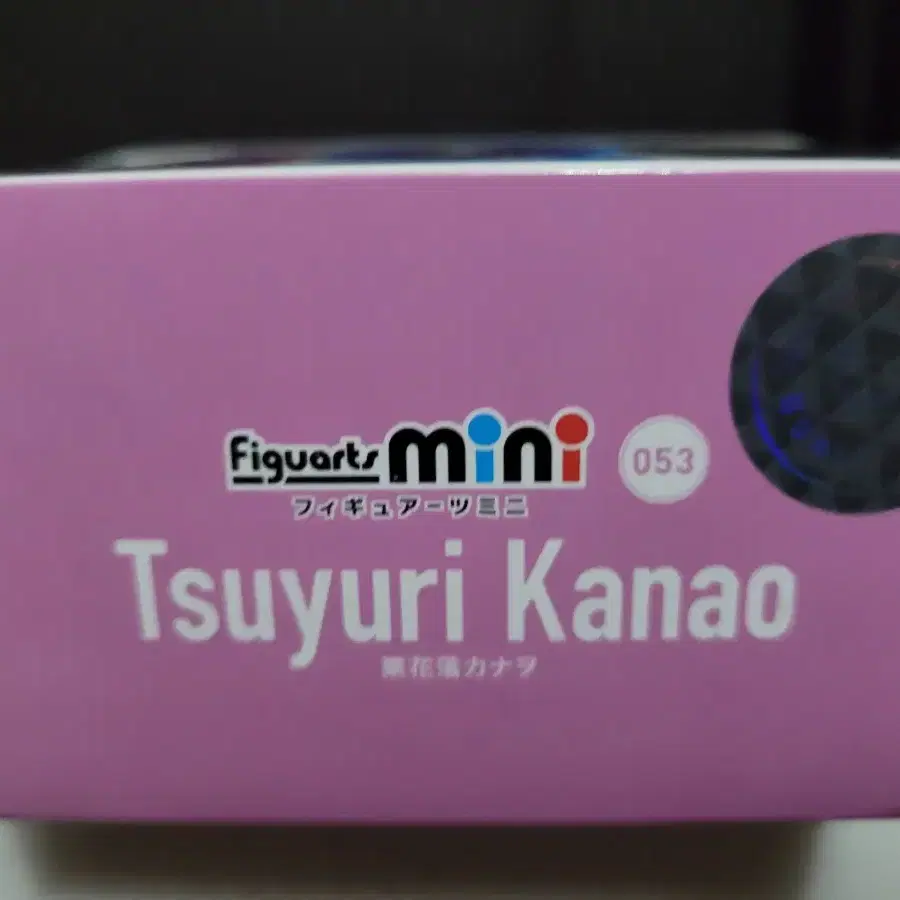 Figuarts mini 053
フィギュアーツミニ
Tsuyuri Kanao
栗花落カナヲ